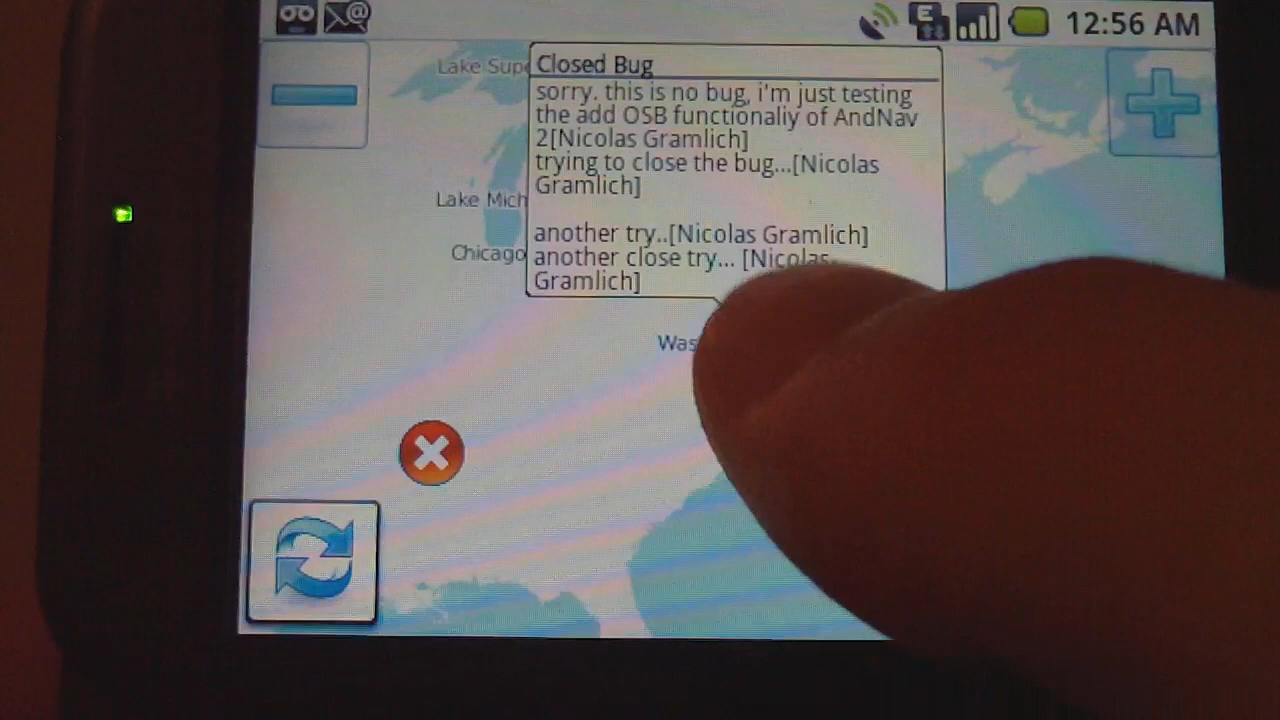 12:56 AM
Lake
Closed Bug
sorry. this is no bug, i'm just testing
the add OSB functionaliy of AndNav
2[Nicolas Gramlich]
trying to close the bug...[Nicolas
Gramlich]
Lake
another try..[Nicolas Gramlich]
Chicago
another close try... [Nicolas
Gramlich]